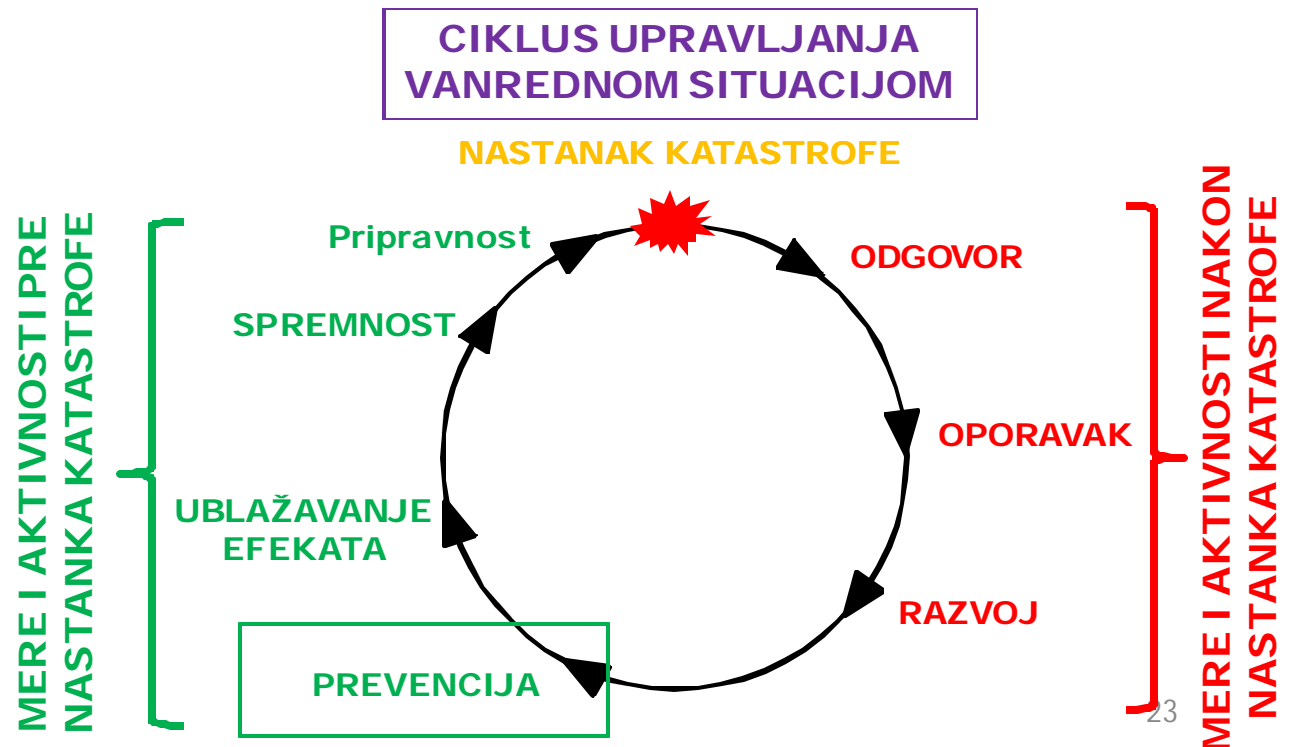 CIKLUS UPRAVLJANJA
VANREDNOM SITUACIJOM
NASTANAK KATASTROFE
MERE I AKTIVNOSTI PRE
NASTANKA KATASTROFE
Pripravnost
SPREMNOST
UBLAŽAVANJE
EFEKATA
PREVENCIJA
ODGOVOR
OPORAVAK
RAZVOJ
MERE I AKTIVNOSTI NAKON
NASTANKA KATASTROFE
23